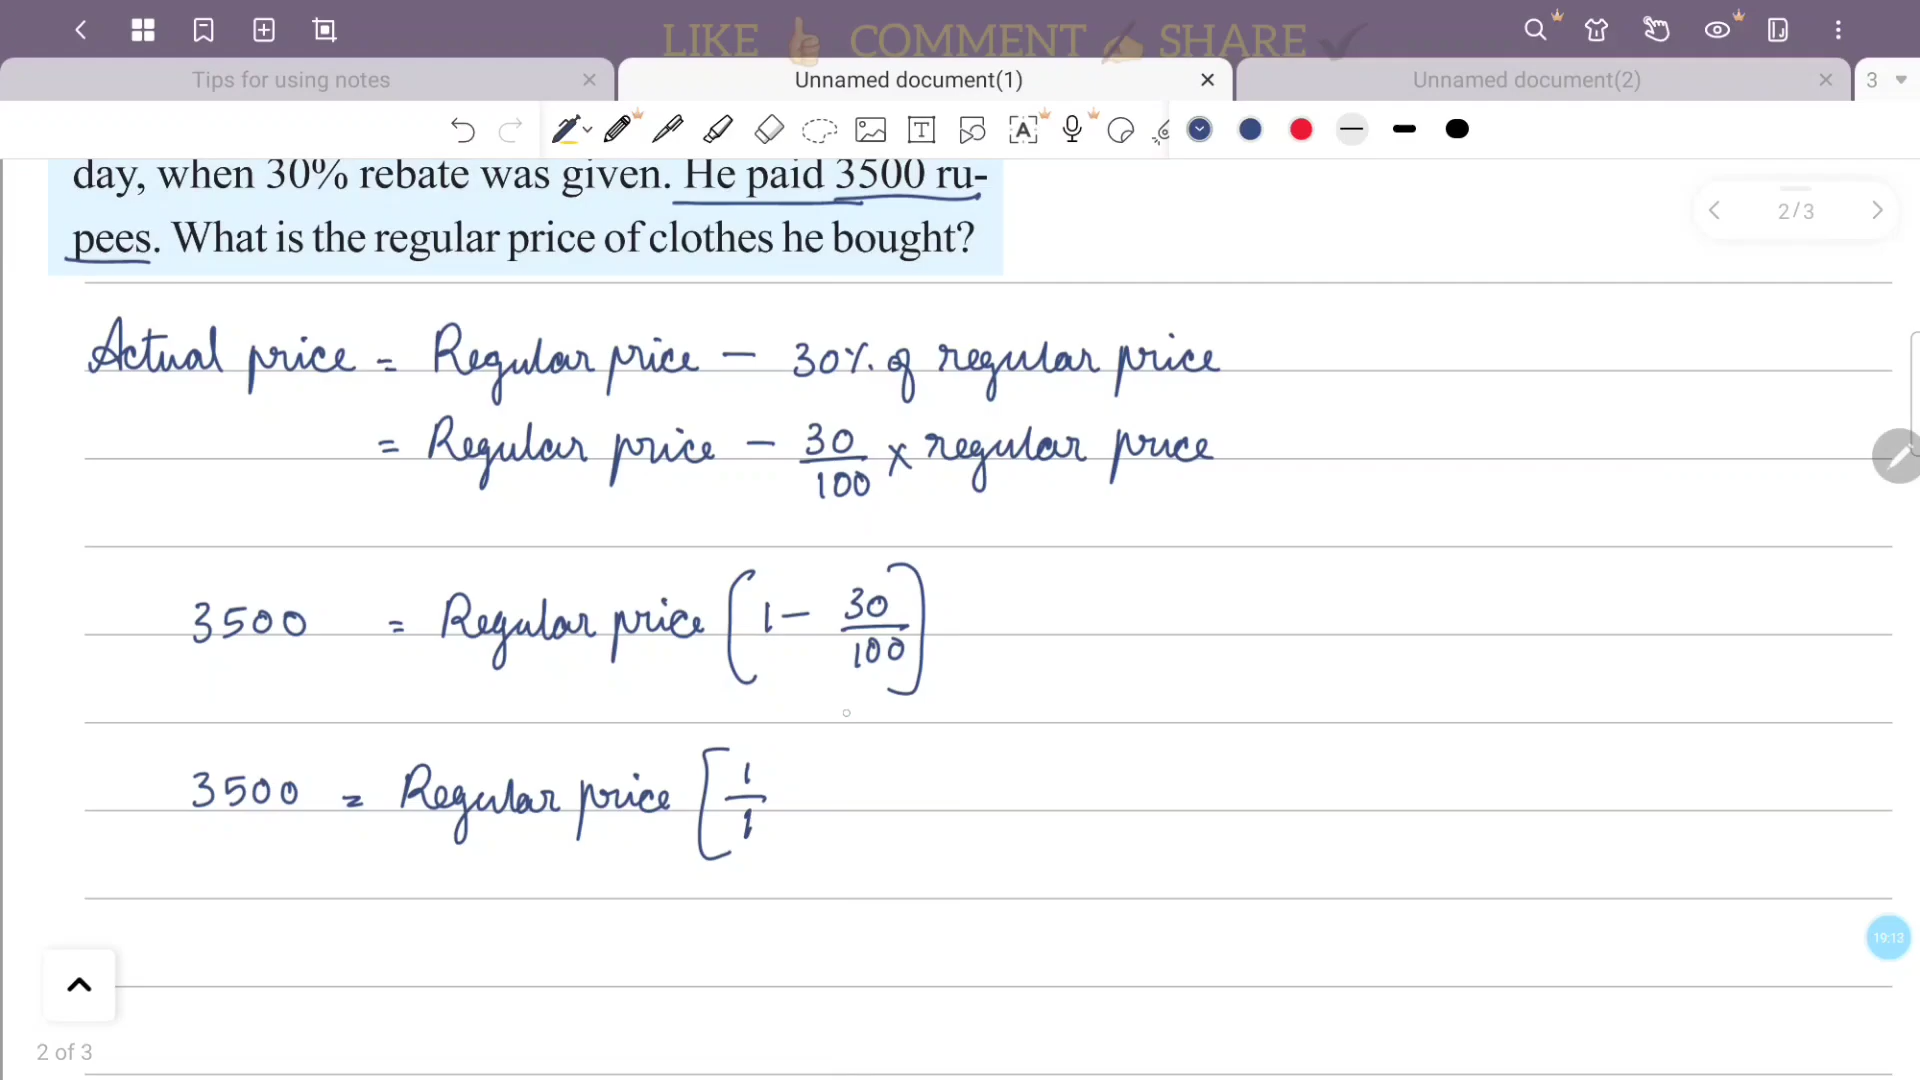 LIKE 👍 COMMENT ✍ SHARE ✔
Tips for using notes
Unnamed document(1)
Unnamed document(2)
3
day, when 30% rebate was given. He paid 3500 ru-
pees. What is the regular price of clothes he bought?
2/3
Actual price = Regular price - 30% of regular price
= Regular price - 30/100 x regular price
3500 = Regular price [1 - 30/100]
3500 = Regular price [1/1
19:13
2 of 3